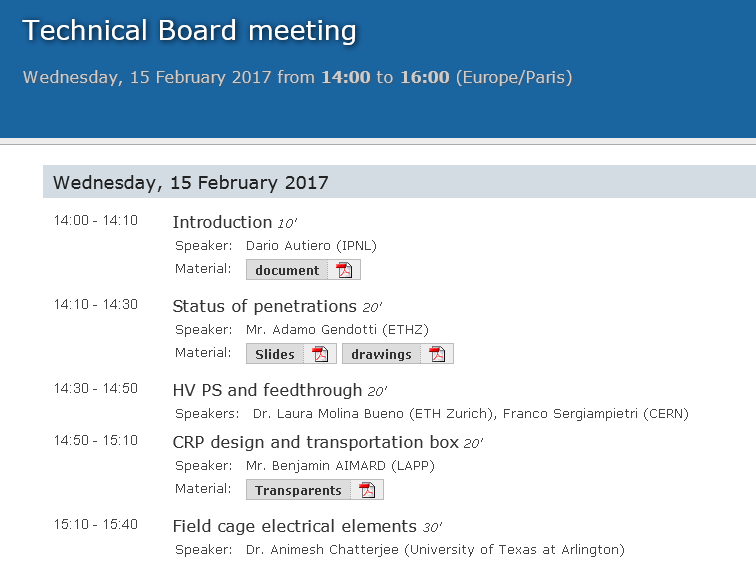 Technical Board meeting
Wednesday, 15 February 2017 from 14:00 to 16:00 (Europe/Paris)
Wednesday, 15 February 2017
14:00 - 14:10 Introduction 10'
Speaker: Dario Autiero (IPNL)
Material: document
14:10 - 14:30 Status of penetrations 20'
Speaker: Mr. Adamo Gendotti (ETHZ)
Material: Slides drawings
14:30 - 14:50 HV PS and feedthrough 20'
Speakers: Dr. Laura Molina Bueno (ETH Zurich), Franco Sergiampietri (CERN)
14:50 - 15:10 CRP design and transportation box 20'
Speaker: Mr. Benjamin AIMARD (LAPP)
Material: Transparents
15:10 - 15:40 Field cage electrical elements 30'
Speaker: Dr. Animesh Chatterjee (University of Texas at Arlington)